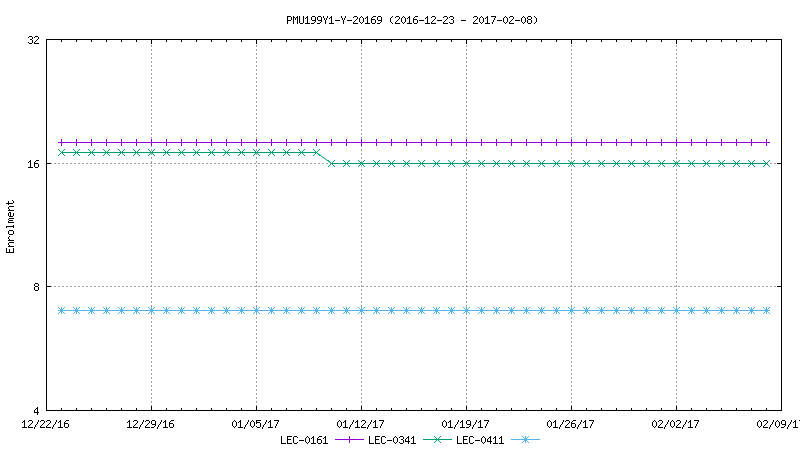 PMU199Y1-Y-20169 (2016-12-23 - 2017-02-08)
32
16
Enrolment
8
4
12/22/16 12/29/16 01/05/17 01/12/17 01/19/17 01/26/17 02/02/17 02/09/1
LEC-0161 LEC-0341 LEC-0411